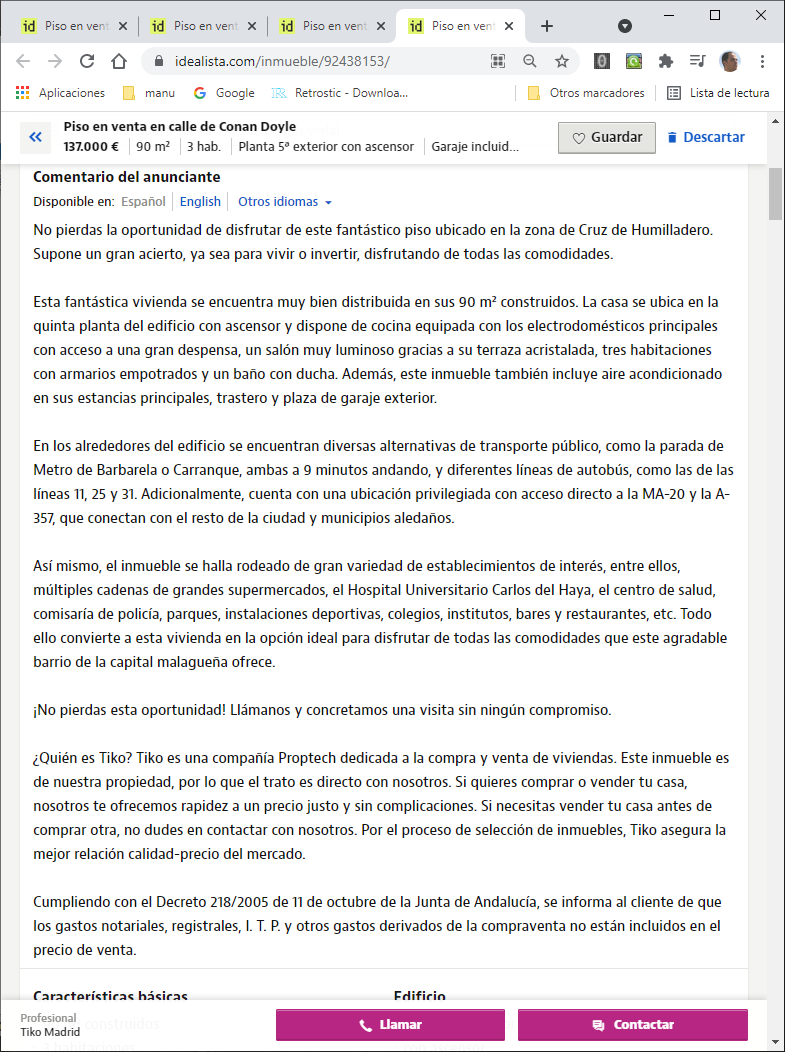 Piso en vent
Piso en vent
Piso en vent
Piso en vent
idealista.com/inmueble/92438153/
Aplicaciones manu Google Retrostic - Downloa... Otros marcadores Lista de lectura
Piso en venta en calle de Conan Doyle
137.000 € 90 m² 3 hab. Planta 5ª exterior con ascensor Garaje incluid...
Guardar Descartar
Comentario del anunciante
Disponible en: Español English Otros idiomas
No pierdas la oportunidad de disfrutar de este fantástico piso ubicado en la zona de Cruz de Humilladero.
Supone un gran acierto, ya sea para vivir o invertir, disfrutando de todas las comodidades.
Esta fantástica vivienda se encuentra muy bien distribuida en sus 90 m² construidos. La casa se ubica en la
quinta planta del edificio con ascensor y dispone de cocina equipada con los electrodomésticos principales
con acceso a una gran despensa, un salón muy luminoso gracias a su terraza acristalada, tres habitaciones
con armarios empotrados y un baño con ducha. Además, este inmueble también incluye aire acondicionado
en sus estancias principales, trastero y plaza de garaje exterior.
En los alrededores del edificio se encuentran diversas alternativas de transporte público, como la parada de
Metro de Barbarela o Carranque, ambas a 9 minutos andando, y diferentes líneas de autobús, como las de las
líneas 11, 25 y 31. Adicionalmente, cuenta con una ubicación privilegiada con acceso directo a la MA-20 y la A-
357, que conectan con el resto de la ciudad y municipios aledaños.
Así mismo, el inmueble se halla rodeado de gran variedad de establecimientos de interés, entre ellos,
múltiples cadenas de grandes supermercados, el Hospital Universitario Carlos del Haya, el centro de salud,
comisaría de policía, parques, instalaciones deportivas, colegios, institutos, bares y restaurantes, etc. Todo
ello convierte a esta vivienda en la opción ideal para disfrutar de todas las comodidades que este agradable
barrio de la capital malagueña ofrece.
¡No pierdas esta oportunidad! Llámanos y concretamos una visita sin ningún compromiso.
¿Quién es Tiko? Tiko es una compañía Proptech dedicada a la compra y venta de viviendas. Este inmueble es
de nuestra propiedad, por lo que el trato es directo con nosotros. Si quieres comprar o vender tu casa,
nosotros te ofrecemos rapidez a un precio justo y sin complicaciones. Si necesitas vender tu casa antes de
comprar otra, no dudes en contactar con nosotros. Por el proceso de selección de inmuebles, Tiko asegura la
mejor relación calidad-precio del mercado.
Cumpliendo con el Decreto 218/2005 de 11 de octubre de la Junta de Andalucía, se informa al cliente de que
los gastos notariales, registrales, I. T. P. y otros gastos derivados de la compraventa no están incluidos en el
precio de venta.
Características básicas Edificio
Profesional
Tiko Madrid
Llamar Contactar